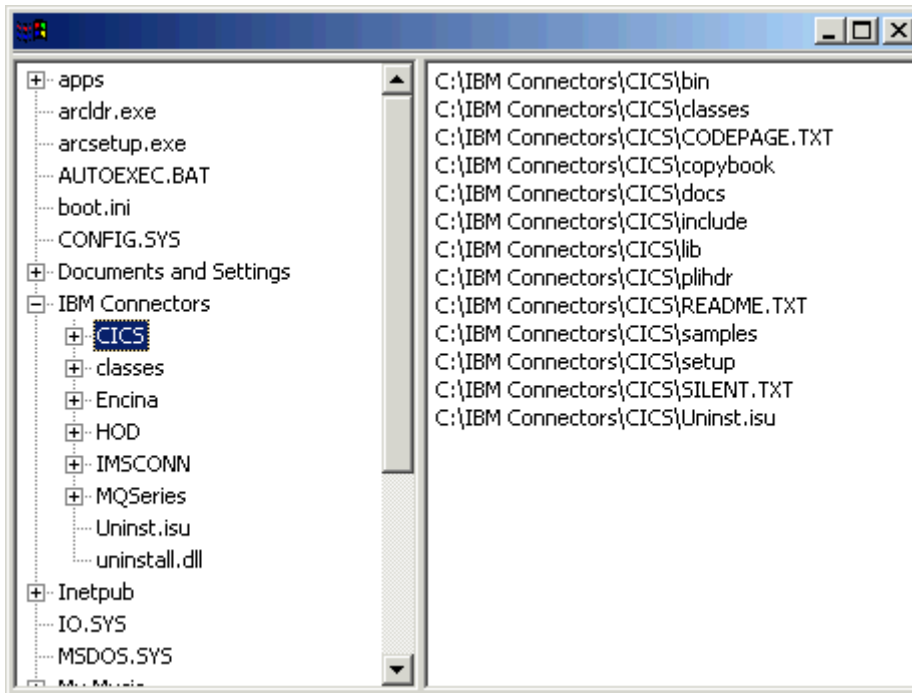 apps
arcldr.exe
arcsetup.exe
AUTOEXEC.BAT
boot.ini
CONFIG.SYS
Documents and Settings
IBM Connectors
CICS
classes
Encina
HOD
IMSCONN
MQSeries
Uninst.isu
uninstall.dll
Inetpub
IO.SYS
MSDOS.SYS
My Music
C:\IBM Connectors\CICS\bin
C:\IBM Connectors\CICS\classes
C:\IBM Connectors\CICS\CODEPAGE.TXT
C:\IBM Connectors\CICS\copybook
C:\IBM Connectors\CICS\docs
C:\IBM Connectors\CICS\include
C:\IBM Connectors\CICS\lib
C:\IBM Connectors\CICS\plihdr
C:\IBM Connectors\CICS\README.TXT
C:\IBM Connectors\CICS\samples
C:\IBM Connectors\CICS\setup
C:\IBM Connectors\CICS\SILENT.TXT
C:\IBM Connectors\CICS\Uninst.isu